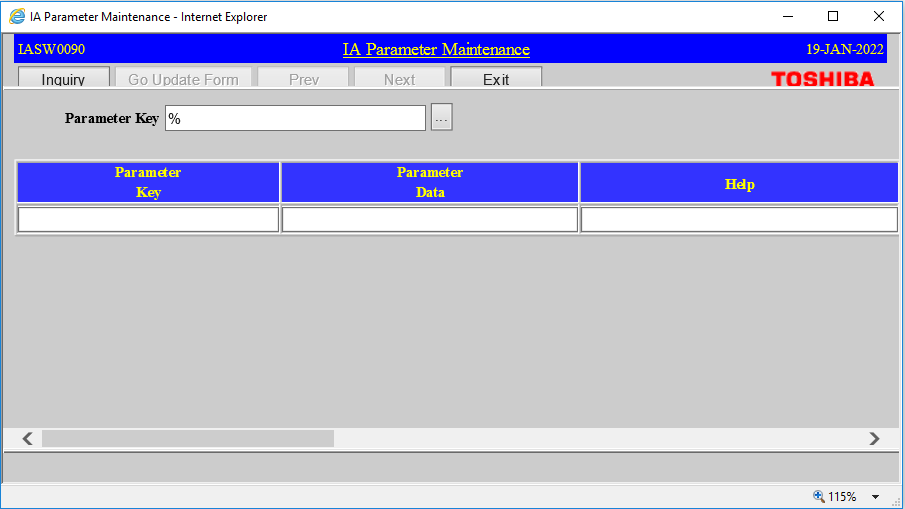 IA Parameter Maintenance - Internet Explorer
IASW0090 IA Parameter Maintenance 19-JAN-2022
Inquiry Go Update Form Prev Next Exit TOSHIBA
Parameter Key % ...
Parameter Parameter
Key Data Help
115%